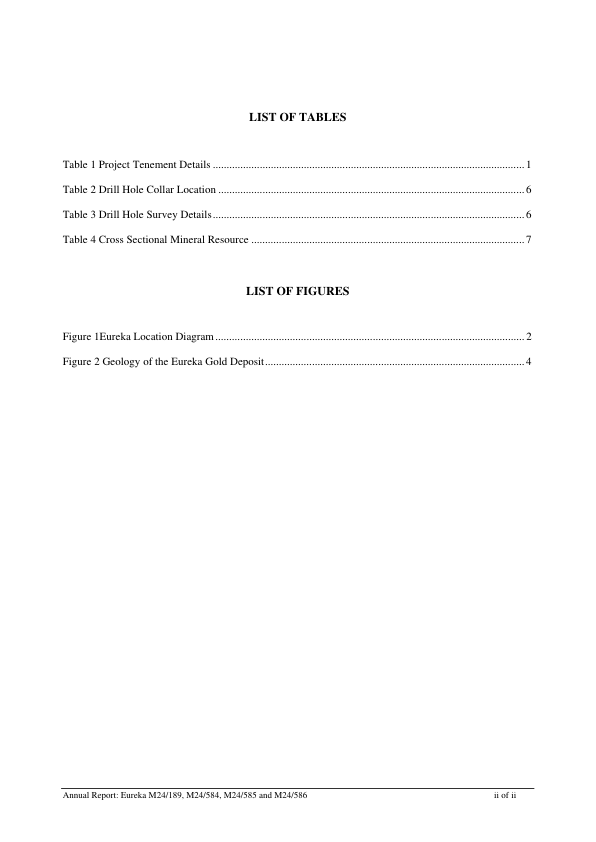 LIST OF TABLES
Table 1 Project Tenement Details ................................................................................................................. 1
Table 2 Drill Hole Collar Location ............................................................................................................... 6
Table 3 Drill Hole Survey Details................................................................................................................. 6
Table 4 Cross Sectional Mineral Resource ................................................................................................... 7
LIST OF FIGURES
Figure 1Eureka Location Diagram ................................................................................................................ 2
Figure 2 Geology of the Eureka Gold Deposit.............................................................................................. 4
Annual Report: Eureka M24/189, M24/584, M24/585 and M24/586 ii of ii